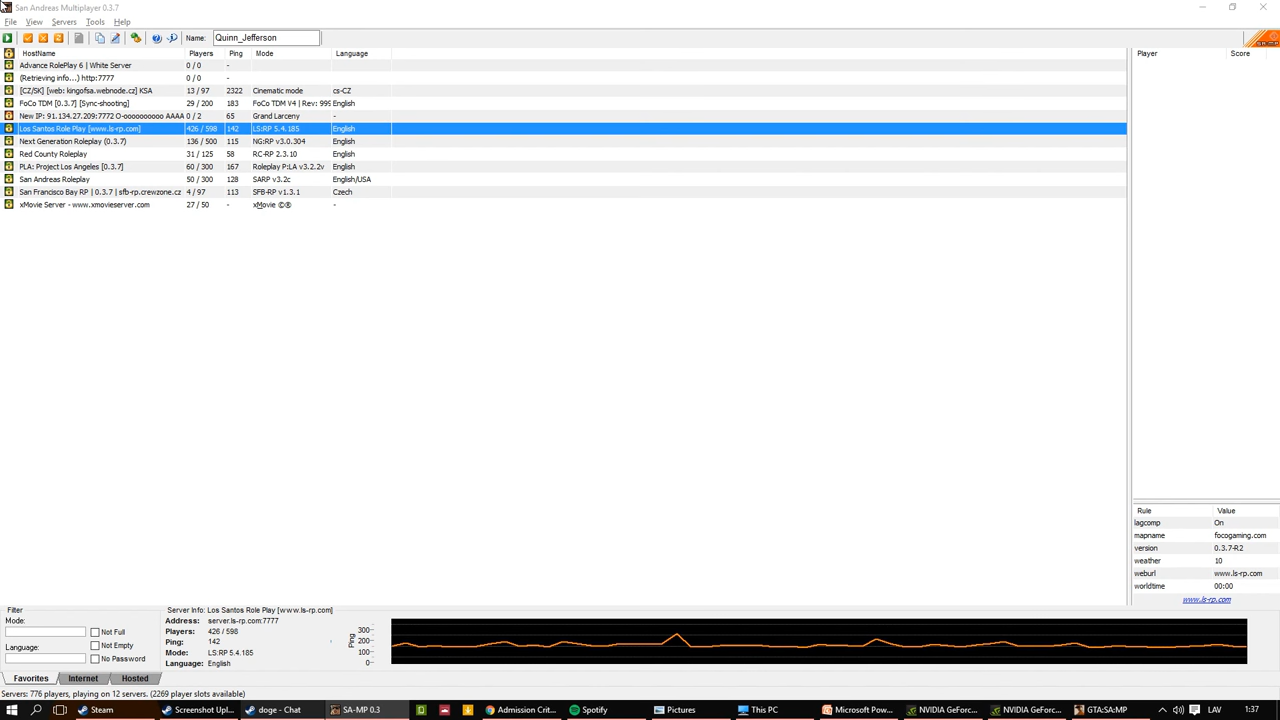 San Andreas Multiplayer 0.3.7
File View Servers Tools Help
Name: Quinn_Jefferson
HostName Players Ping Mode Language
Advance RolePlay 6 | White Server 0 / 0 -
(Retrieving info...) http:7777 0 / 0 -
[CZ/SK] [web: kingofsa.webnode.cz] KSA 13 / 97 2322 Cinematic mode cs-CZ
FoCo TDM [0.3.7] [Sync-shooting] 29 / 200 183 FoCo TDM V4 | Rev: 999 English
New IP: 91.134.27.209:7772 O-oooooooooo AAAA 0 / 2 65 Grand Larceny -
Los Santos Role Play [www.ls-rp.com] 426 / 598 142 LS:RP 5.4.185 English
Next Generation Roleplay (0.3.7) 136 / 500 115 NG:RP v3.0.304 English
Red County Roleplay 31 / 125 58 RC-RP 2.3.10 English
PLA: Project Los Angeles [0.3.7] 60 / 300 167 Roleplay P:LA v3.2.2v English
San Andreas Roleplay 50 / 300 128 SARP v3.2c English/USA
San Francisco Bay RP | 0.3.7 | sfb-rp.crewzone.cz 4 / 97 113 SFB-RP v1.3.1 Czech
xMovie Server - www.xmovieserver.com 27 / 50 - xMovie ©® -
Player Score
Rule Value
lagcomp On
mapname focogaming.com
version 0.3.7-R2
weather 10
weburl www.ls-rp.com
worldtime 00:00
www.ls-rp.com
Filter
Mode:
Not Full
Not Empty
Language:
No Password
Server Info: Los Santos Role Play [www.ls-rp.com]
Address: server.ls-rp.com:7777
Players: 426 / 598
Ping: 142
Mode: LS:RP 5.4.185
Language: English
Ping
300
200
100
0
Favorites Internet Hosted
Servers: 776 players, playing on 12 servers. (2269 player slots available)
Steam Screenshot Upl... doge - Chat SA-MP 0.3 Admission Crit... Spotify Pictures This PC Microsoft Pow... NVIDIA GeForc... NVIDIA GeForc... GTA:SA:MP LAV 1:37